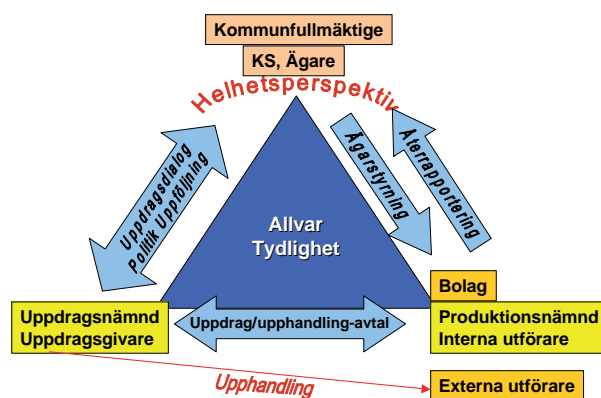 Kommunfullmäktige
KS, Ägare
Helhetsperspektiv
Uppdragsdialog
Politik Uppföljning
Ägarstyrning
Återrapportering
Allvar
Tydlighet
Bolag
Uppdragsnämnd
Uppdragsgivare
Uppdrag/upphandling-avtal
Produktionsnämnd
Interna utförare
Upphandling
Externa utförare